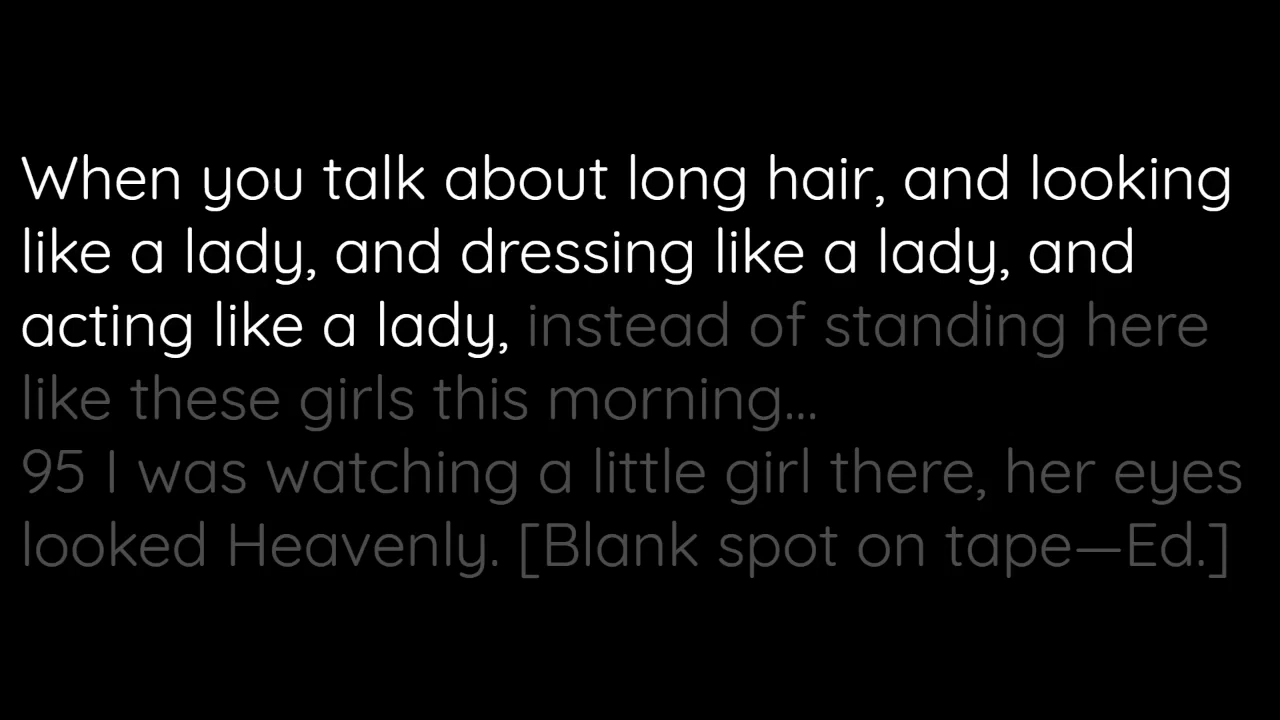 When you talk about long hair, and looking
like a lady, and dressing like a lady, and
acting like a lady, instead of standing here
like these girls this morning...
95 I was watching a little girl there, her eyes
looked Heavenly. [Blank spot on tape—Ed.]